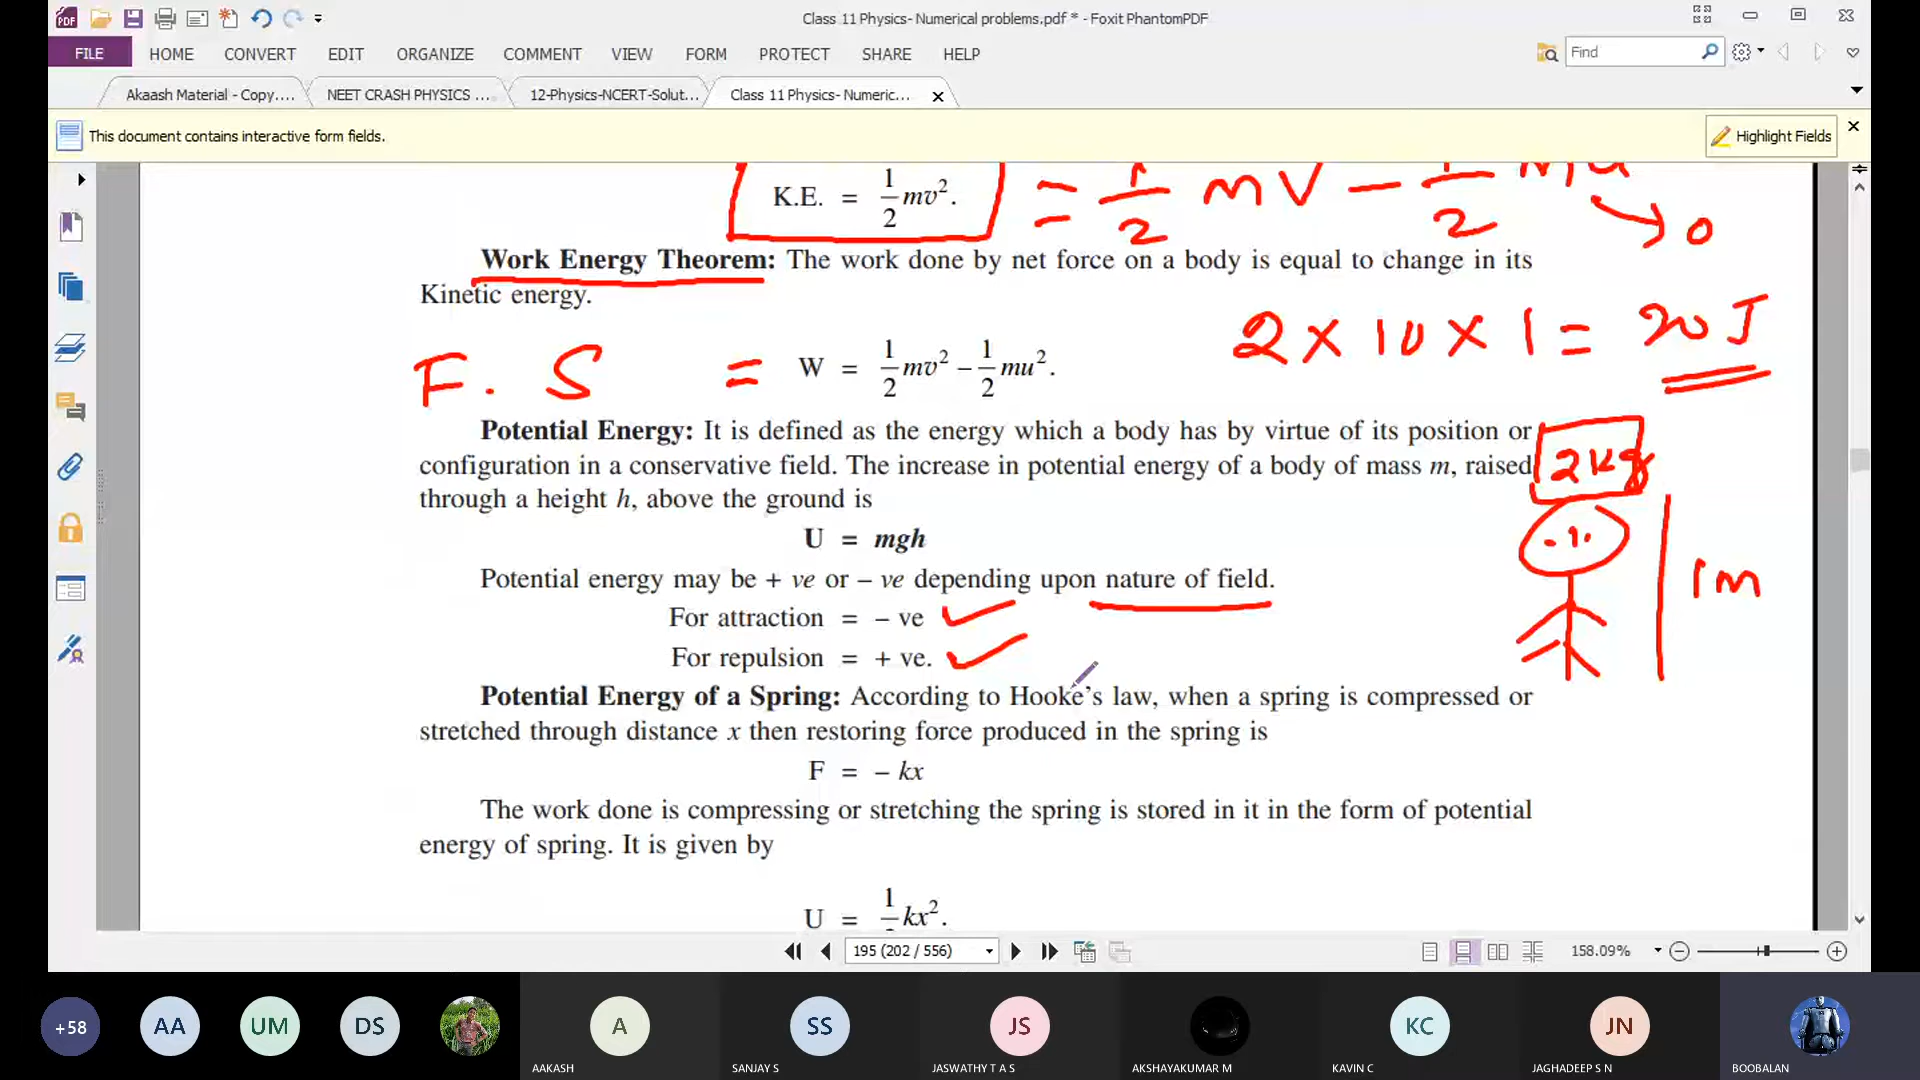 Class 11 Physics- Numerical problems.pdf * - Foxit PhantomPDF
FILE HOME CONVERT EDIT ORGANIZE COMMENT VIEW FORM PROTECT SHARE HELP
Find
Akaash Material - Copy.... NEET CRASH PHYSICS ... 12-Physics-NCERT-Solut... Class 11 Physics- Numeric...
This document contains interactive form fields.
Highlight Fields
K.E. = 1/2 mv². = 1/2 mv - 1/2 mu
→ 0
Work Energy Theorem: The work done by net force on a body is equal to change in its
Kinetic energy.
2 × 10 × 1 = 20 J
F . S = W = 1/2 mv² – 1/2 mu².
Potential Energy: It is defined as the energy which a body has by virtue of its position or
configuration in a conservative field. The increase in potential energy of a body of mass m, raised
through a height h, above the ground is
2 kg
U = mgh
Potential energy may be + ve or – ve depending upon nature of field.
1m
For attraction = – ve
For repulsion = + ve.
Potential Energy of a Spring: According to Hooke's law, when a spring is compressed or
stretched through distance x then restoring force produced in the spring is
F = – kx
The work done is compressing or stretching the spring is stored in it in the form of potential
energy of spring. It is given by
U = 1/2 kx².
195 (202 / 556)
158.09%
+58 AA UM DS A SS JS KC JN
AAKASH SANJAY S JASWATHY T A S AKSHAYAKUMAR M KAVIN C JAGHADEEP S N BOOBALAN